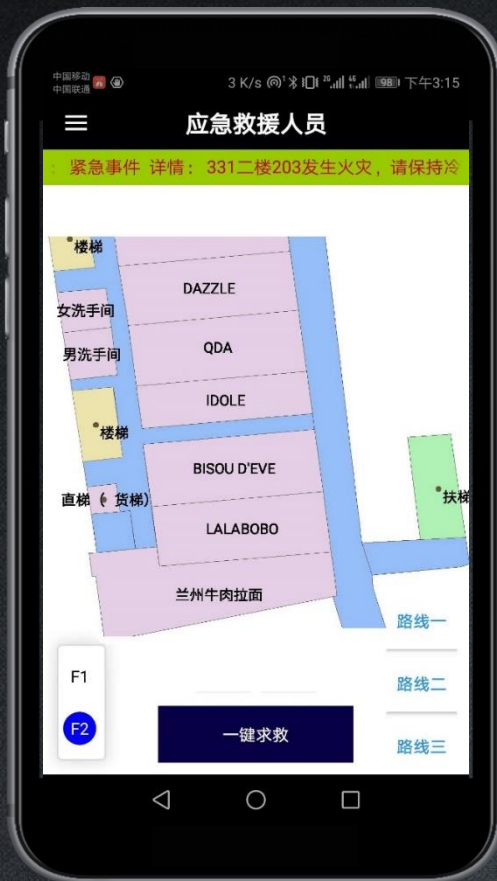 中国移动
中国联通
3 K/s 2G 4G 98 下午3:15
应急救援人员
: 紧急事件 详情: 331二楼203发生火灾, 请保持冷
楼梯
DAZZLE
女洗手间
男洗手间
QDA
IDOLE
楼梯
BISOU D'EVE
直梯( 货梯)
扶梯
LALABOBO
兰州牛肉拉面
路线一
F1
路线二
F2
一键求救
路线三